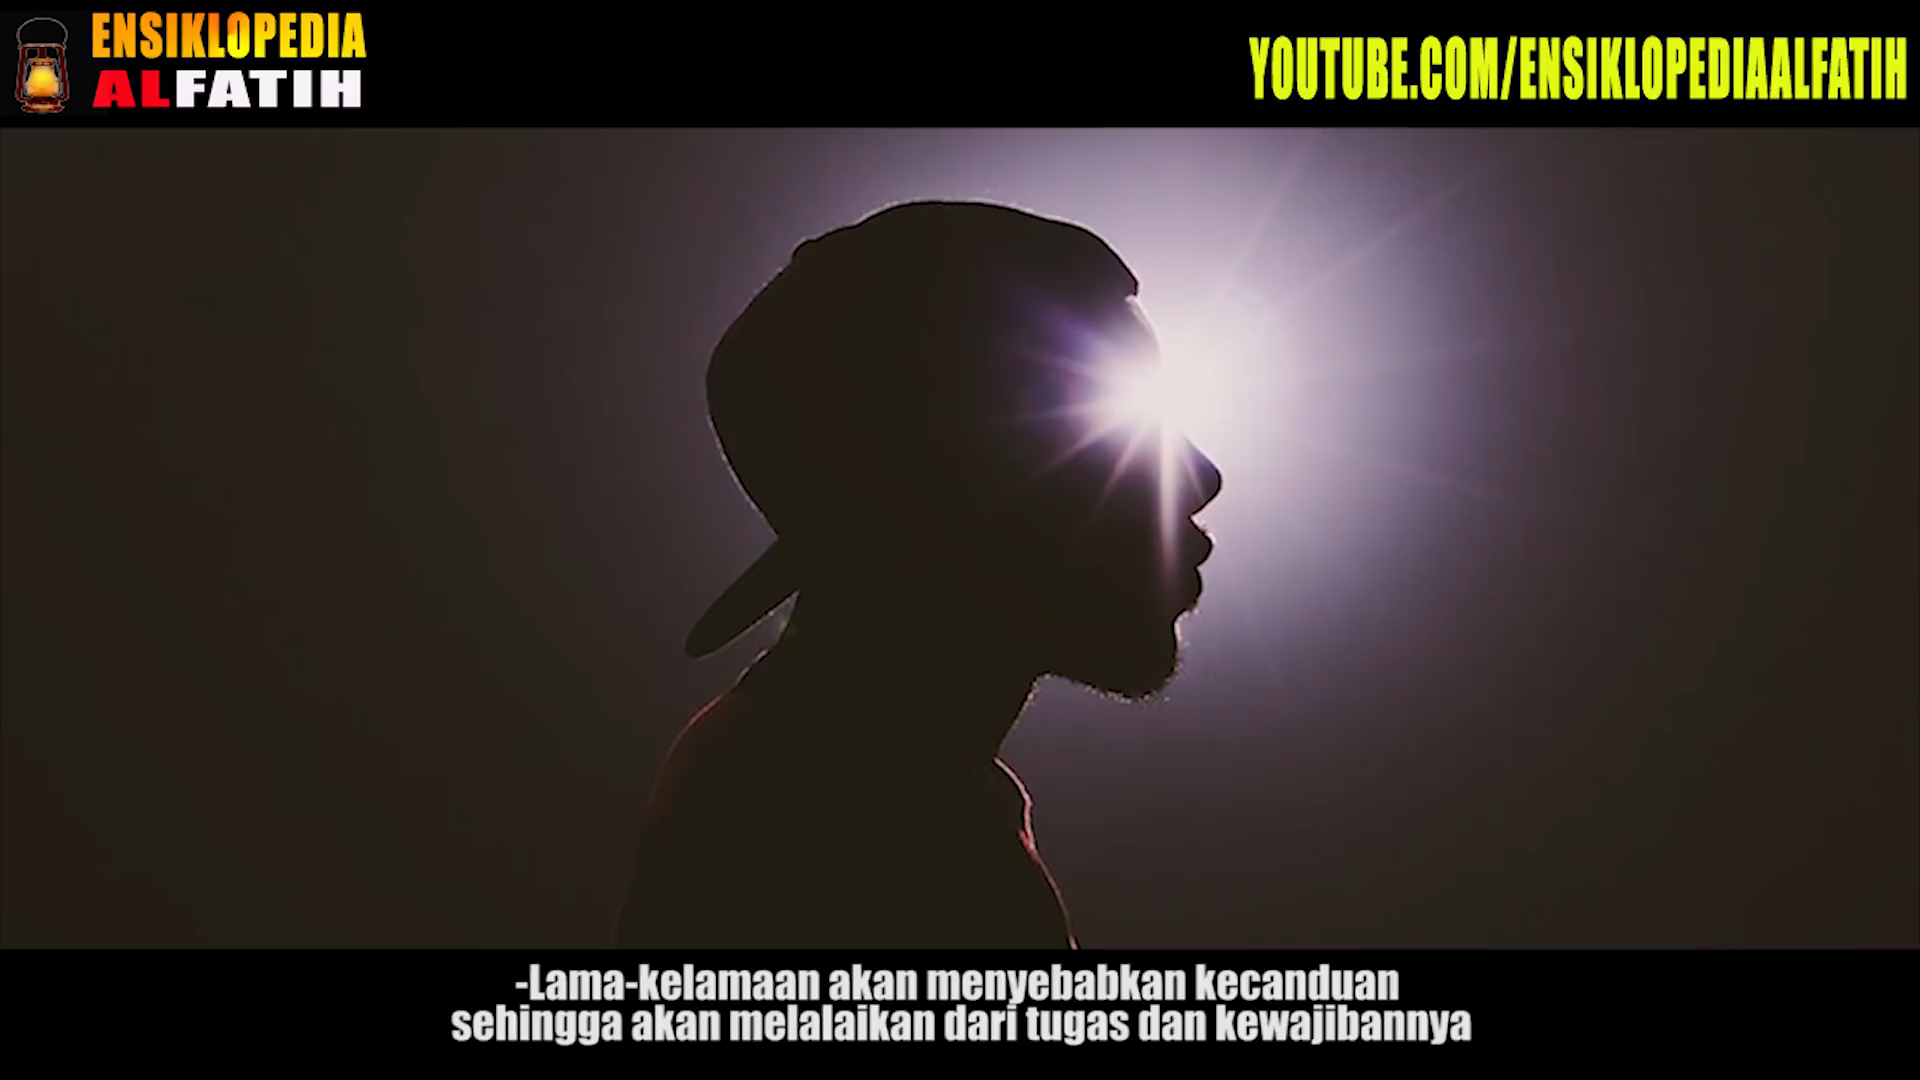 ENSIKLOPEDIA
ALFATIH
YOUTUBE.COM/ENSIKLOPEDIAALFATIH
-Lama-kelamaan akan menyebabkan kecanduan
sehingga akan melalaikan dari tugas dan kewajibannya